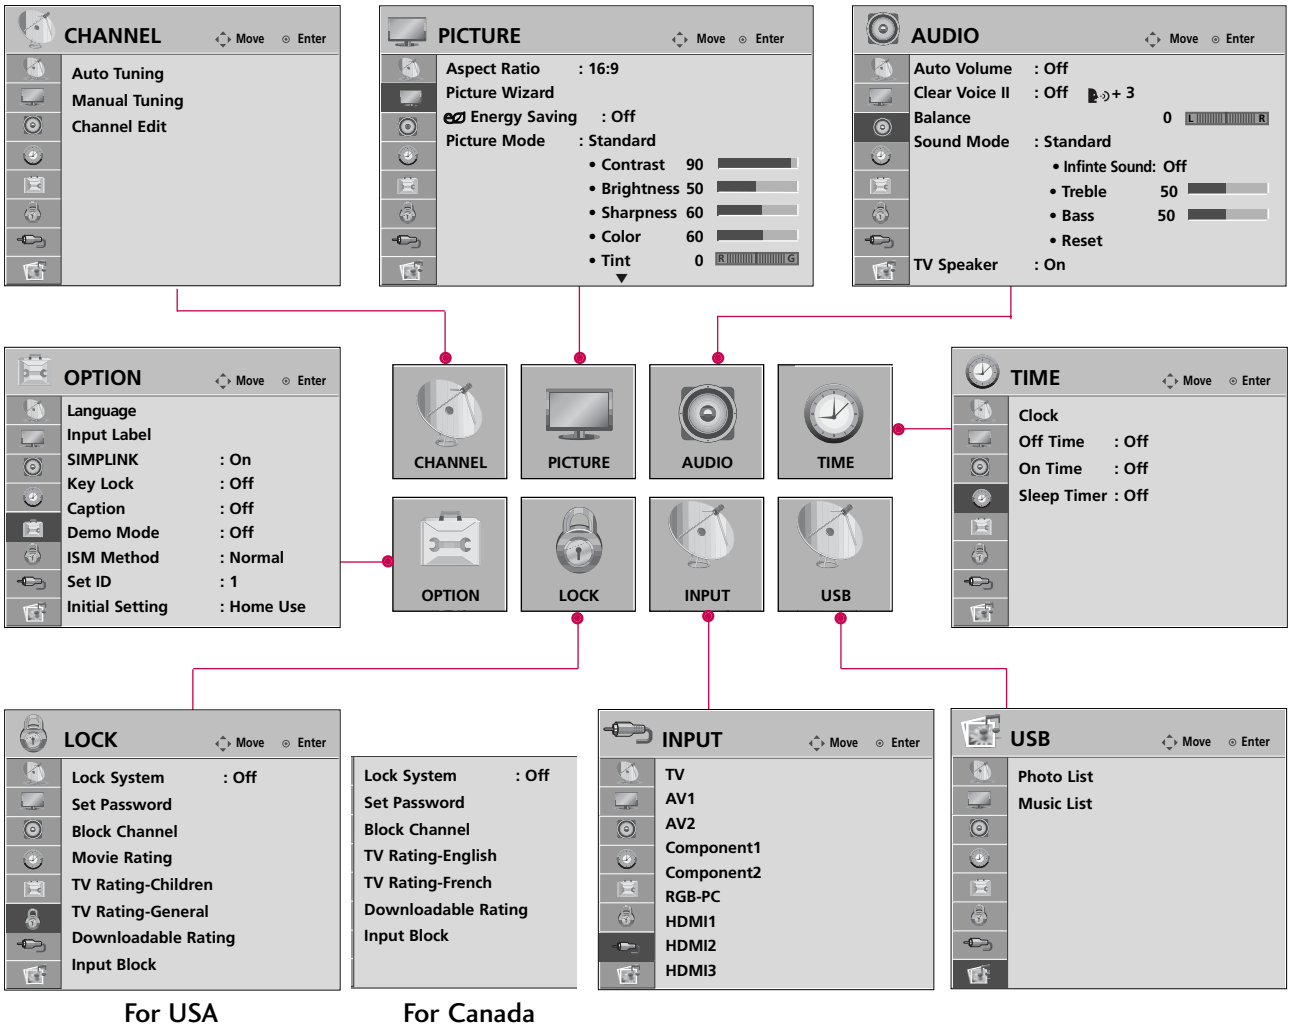 CHANNEL Move Enter
Auto Tuning
Manual Tuning
Channel Edit
PICTURE Move Enter
Aspect Ratio : 16:9
Picture Wizard
eco Energy Saving : Off
Picture Mode : Standard
• Contrast 90
• Brightness 50
• Sharpness 60
• Color 60
• Tint 0 R G
AUDIO Move Enter
Auto Volume : Off
Clear Voice II : Off + 3
Balance 0 L R
Sound Mode : Standard
• Infinte Sound: Off
• Treble 50
• Bass 50
• Reset
TV Speaker : On
OPTION Move Enter
Language
Input Label
SIMPLINK : On
Key Lock : Off
Caption : Off
Demo Mode : Off
ISM Method : Normal
Set ID : 1
Initial Setting : Home Use
CHANNEL
PICTURE
AUDIO
TIME
OPTION
LOCK
INPUT
USB
TIME Move Enter
Clock
Off Time : Off
On Time : Off
Sleep Timer : Off
LOCK Move Enter
Lock System : Off
Set Password
Block Channel
Movie Rating
TV Rating-Children
TV Rating-General
Downloadable Rating
Input Block
For USA
Lock System : Off
Set Password
Block Channel
TV Rating-English
TV Rating-French
Downloadable Rating
Input Block
For Canada
INPUT Move Enter
TV
AV1
AV2
Component1
Component2
RGB-PC
HDMI1
HDMI2
HDMI3
USB Move Enter
Photo List
Music List